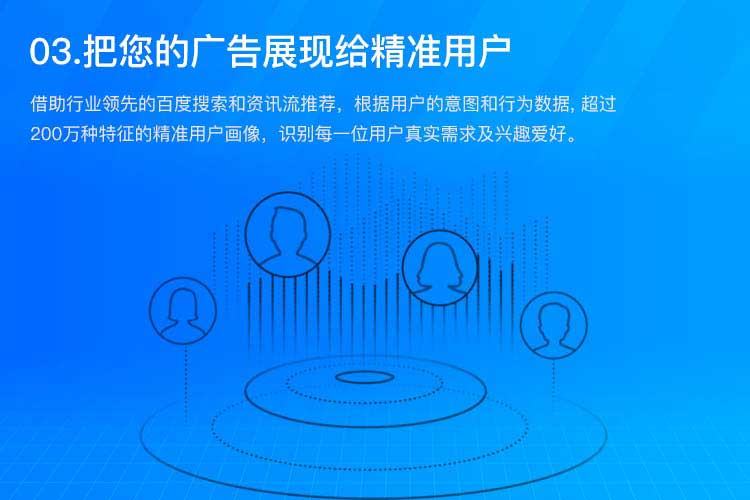 03.把您的广告展现给精准用户
借助行业领先的百度搜索和资讯流推荐，根据用户的意图和行为数据, 超过
200万种特征的精准用户画像，识别每一位用户真实需求及兴趣爱好。